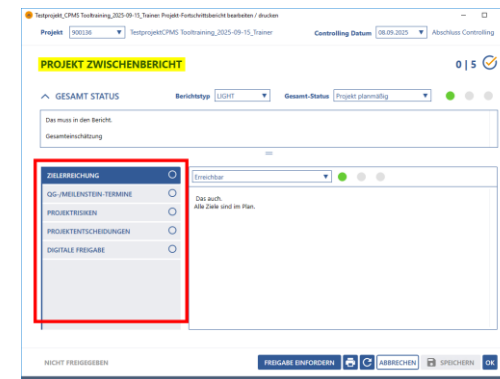 Testprojekt_CPMS Tooltraining_2025-09-15_Trainer: Projekt-Fortschrittsbericht bearbeiten / drucken
Projekt 900136 TestprojektCPMS Tooltraining_2025-09-15_Trainer Controlling Datum 08.09.2025 Abschluss Controlling
PROJEKT ZWISCHENBERICHT 0 | 5
GESAMT STATUS Berichtstyp LIGHT Gesamt-Status Projekt planmäßig
Das muss in den Bericht.
Gesamteinschätzung
ZIELERREICHUNG Erreichbar
QG-/MEILENSTEIN-TERMINE
Das auch.
Alle Ziele sind im Plan.
PROJEKTRISIKEN
PROJEKTENTSCHEIDUNGEN
DIGITALE FREIGABE
NICHT FREIGEGEBEN FREIGABE EINFORDERN ABBRECHEN SPEICHERN OK